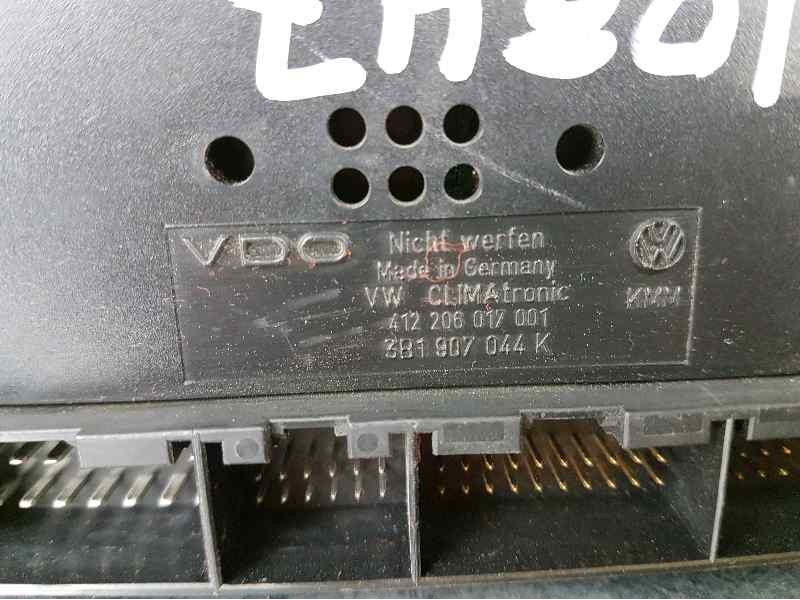 VDO Nicht werfen
Made in Germany
VW CLIMAtronic KMM
412 206 017 001
3B1 907 044 K